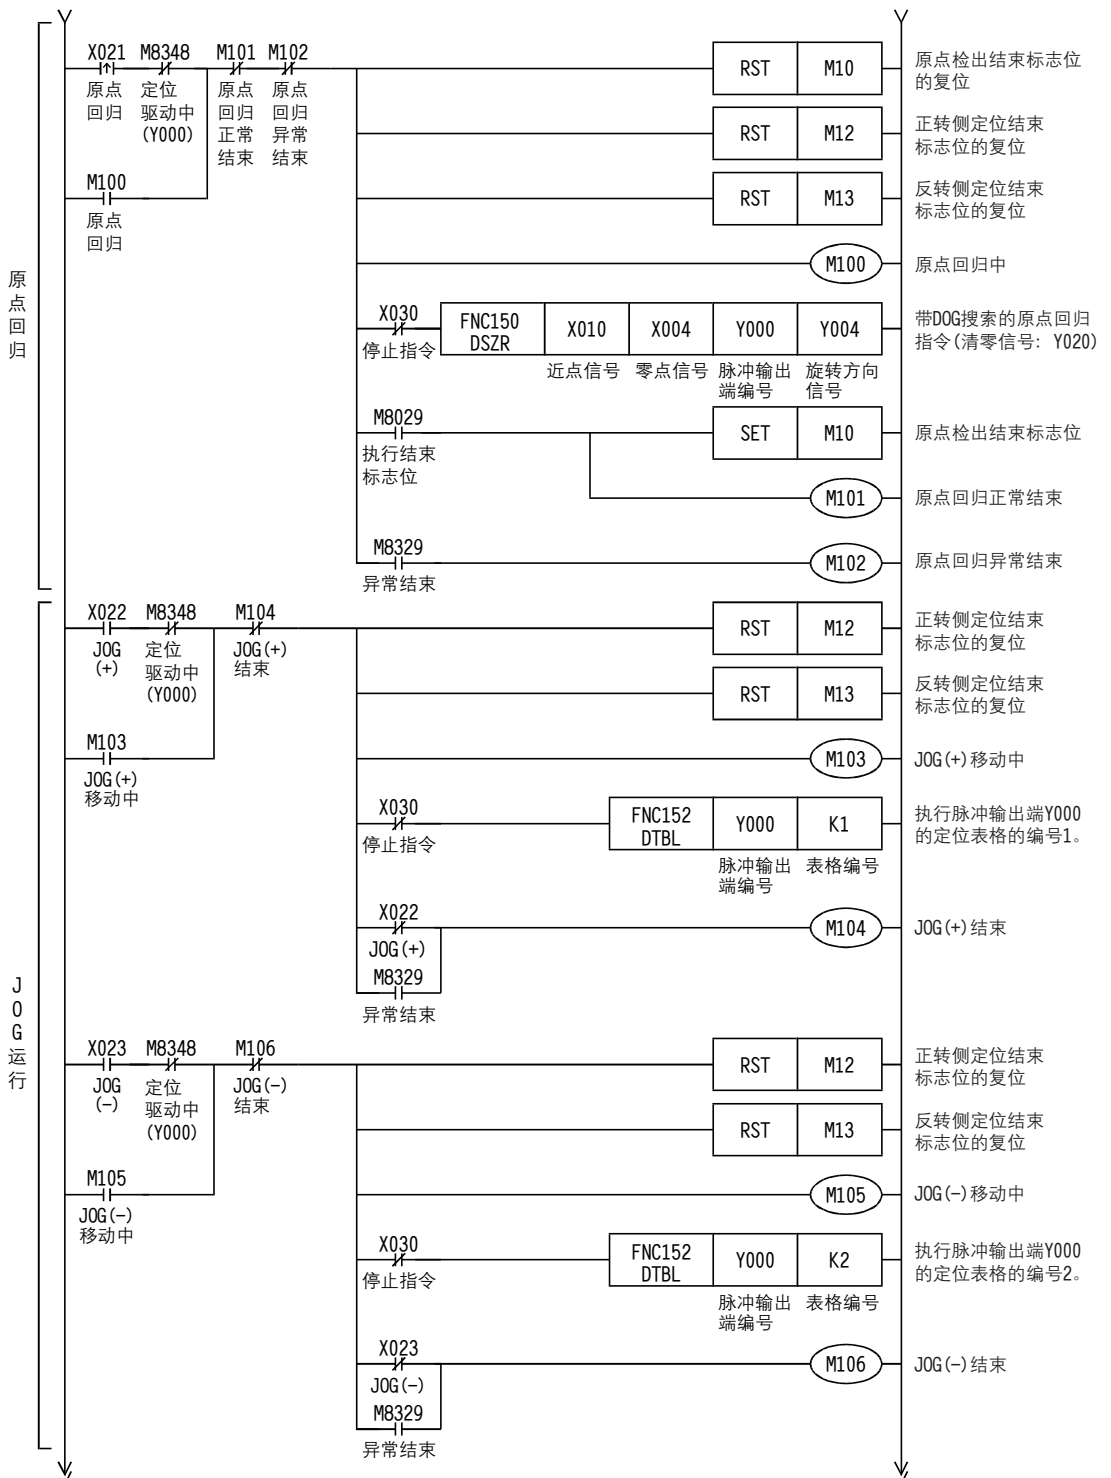 原点回归
X021 M8348 M101 M102
原点 定位 原点 原点
回归 驱动中 回归 回归
(Y000) 正常 异常
结束 结束
RST M10
原点检出结束标志位
的复位
RST M12
正转侧定位结束
标志位的复位
M100
原点
回归
RST M13
反转侧定位结束
标志位的复位
M100
原点回归中
X030
停止指令
FNC150
DSZR
X010 X004 Y000 Y004
近点信号 零点信号 脉冲输出 旋转方向
端编号 信号
带DOG搜索的原点回归
指令(清零信号: Y020)
M8029
执行结束
标志位
SET M10
原点检出结束标志位
M101
原点回归正常结束
M8329
异常结束
M102
原点回归异常结束
JOG运行
X022 M8348 M104
JOG 定位 JOG(+)
(+) 驱动中 结束
(Y000)
RST M12
正转侧定位结束
标志位的复位
RST M13
反转侧定位结束
标志位的复位
M103
JOG(+)
移动中
M103
JOG(+)移动中
X030
停止指令
FNC152
DTBL
Y000 K1
脉冲输出 表格编号
端编号
执行脉冲输出端Y000
的定位表格的编号1。
X022
JOG(+)
M8329
异常结束
M104
JOG(+)结束
X023 M8348 M106
JOG 定位 JOG(-)
(-) 驱动中 结束
(Y000)
RST M12
正转侧定位结束
标志位的复位
RST M13
反转侧定位结束
标志位的复位
M105
JOG(-)
移动中
M105
JOG(-)移动中
X030
停止指令
FNC152
DTBL
Y000 K2
脉冲输出 表格编号
端编号
执行脉冲输出端Y000
的定位表格的编号2。
X023
JOG(-)
M8329
异常结束
M106
JOG(-)结束